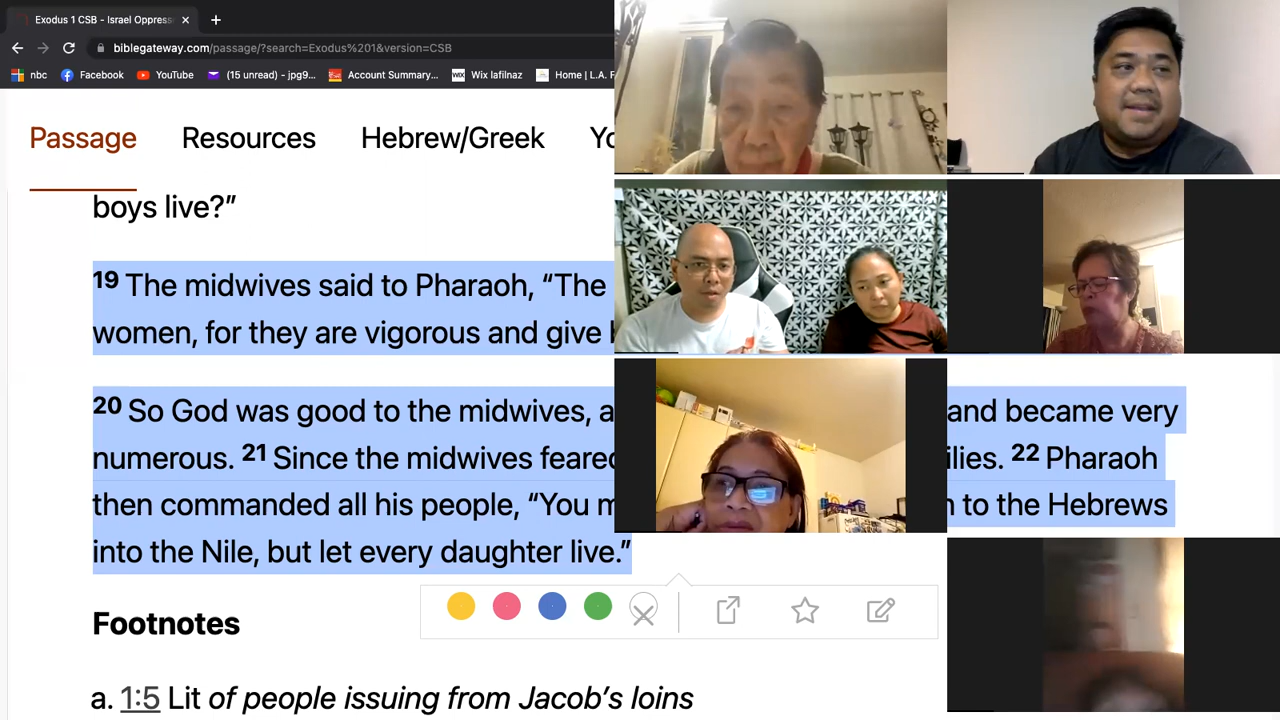 Exodus 1 CSB - Israel Oppress
biblegateway.com/passage/?search=Exodus%201&version=CSB
nbc Facebook YouTube (15 unread) - jpg9... Account Summary... WIX Wix lafilnaz Home | L.A. F
Passage Resources Hebrew/Greek Yo
boys live?”
19 The midwives said to Pharaoh, “The
women, for they are vigorous and give
20 So God was good to the midwives, a and became very
numerous. 21 Since the midwives feared ilies. 22 Pharaoh
then commanded all his people, “You m to the Hebrews
into the Nile, but let every daughter live.”
Footnotes
a. 1:5 Lit of people issuing from Jacob’s loins